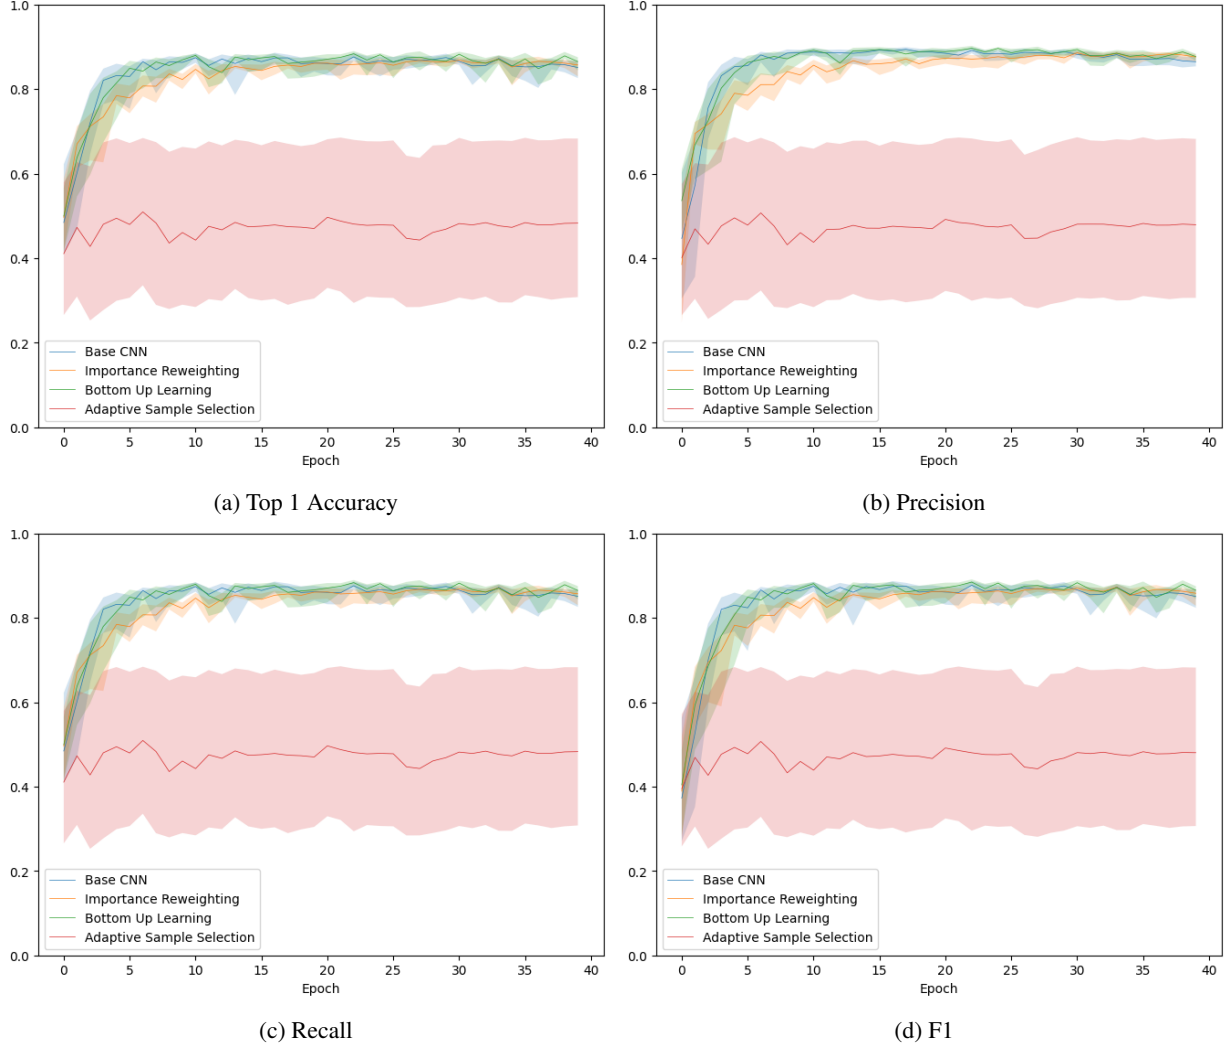 1.0
0.8
0.6
0.4
0.2
0.0
Base CNN
Importance Reweighting
Bottom Up Learning
Adaptive Sample Selection
0 5 10 15 20 25 30 35 40
Epoch
(a) Top 1 Accuracy
1.0
0.8
0.6
0.4
0.2
0.0
Base CNN
Importance Reweighting
Bottom Up Learning
Adaptive Sample Selection
0 5 10 15 20 25 30 35 40
Epoch
(b) Precision
1.0
0.8
0.6
0.4
0.2
0.0
Base CNN
Importance Reweighting
Bottom Up Learning
Adaptive Sample Selection
0 5 10 15 20 25 30 35 40
Epoch
(c) Recall
1.0
0.8
0.6
0.4
0.2
0.0
Base CNN
Importance Reweighting
Bottom Up Learning
Adaptive Sample Selection
0 5 10 15 20 25 30 35 40
Epoch
(d) F1